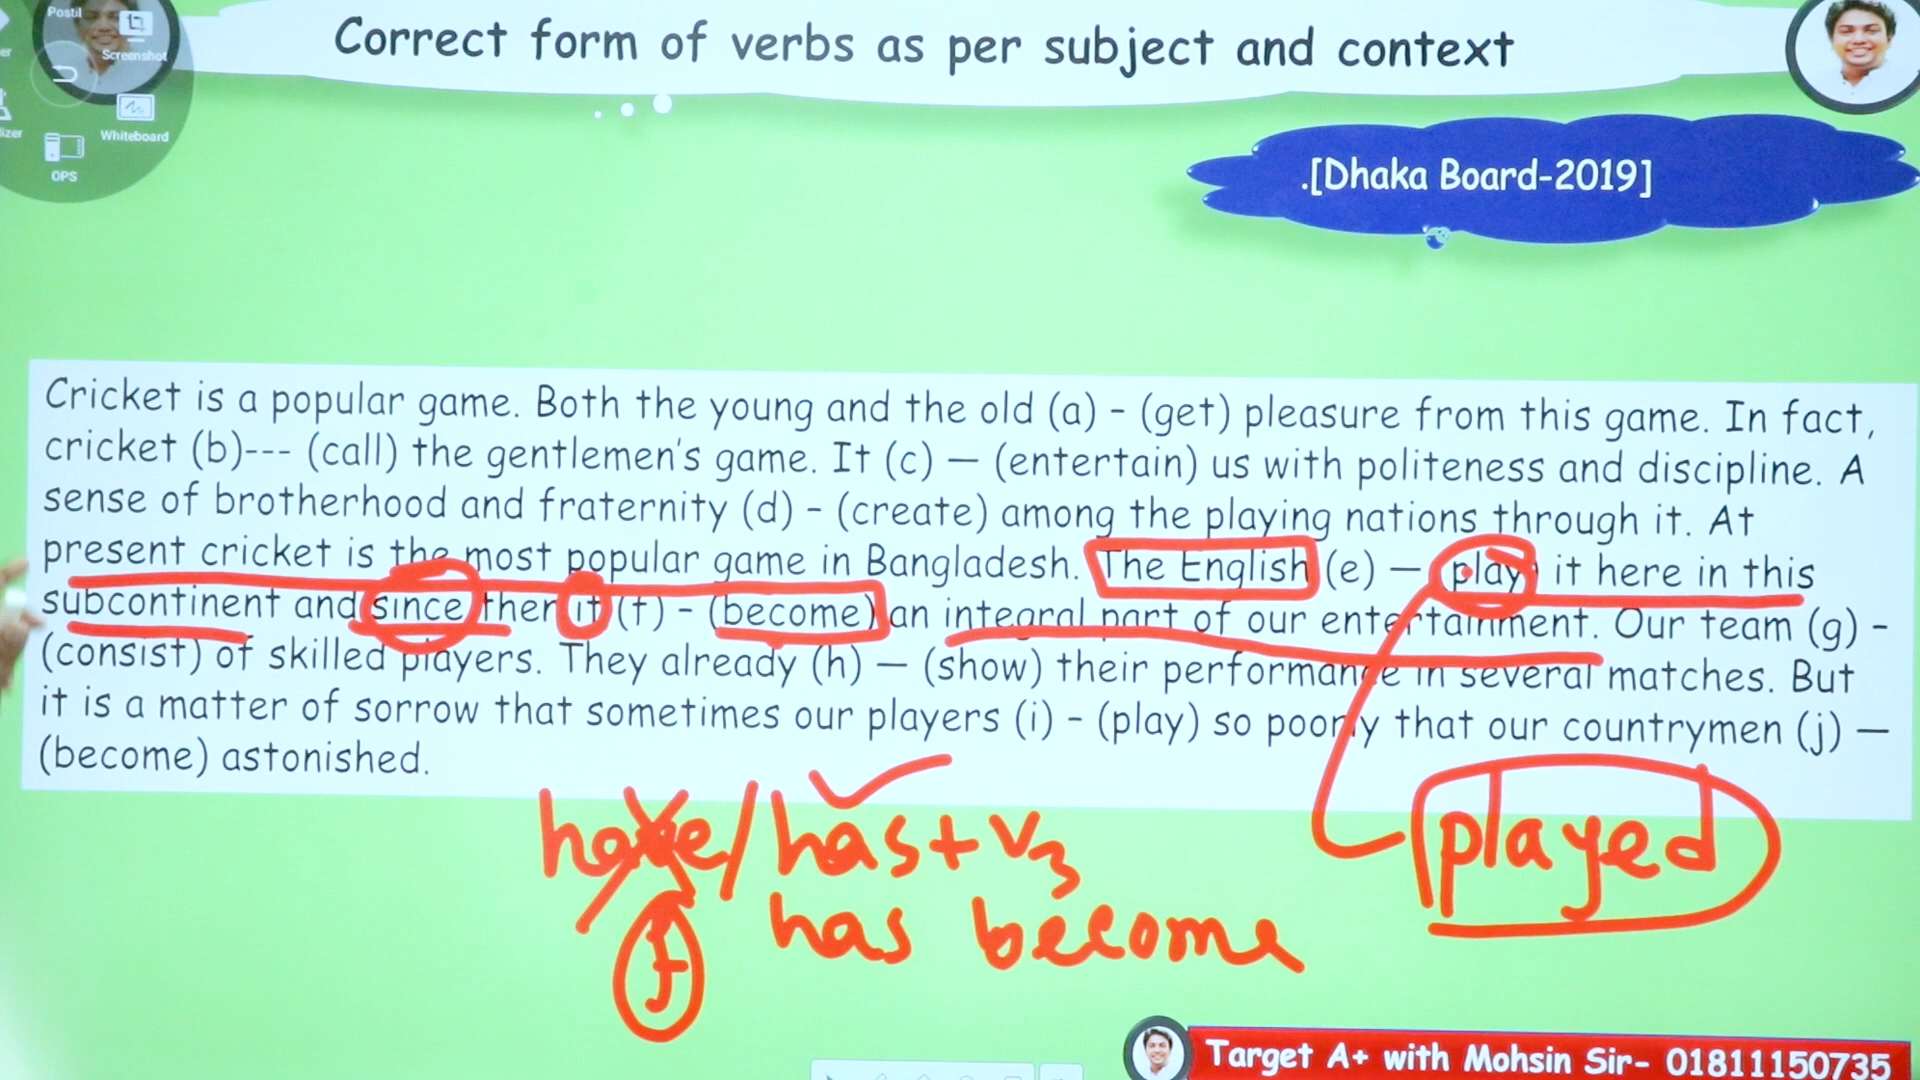 Postil
Screenshot
er
izer
Whiteboard
OPS
Correct form of verbs as per subject and context
.[Dhaka Board-2019]
Cricket is a popular game. Both the young and the old (a) - (get) pleasure from this game. In fact,
cricket (b)--- (call) the gentlemen's game. It (c) — (entertain) us with politeness and discipline. A
sense of brotherhood and fraternity (d) - (create) among the playing nations through it. At
present cricket is the most popular game in Bangladesh. The English (e) — (play) it here in this
subcontinent and since then it (f) - (become) an integral part of our entertainment. Our team (g) -
(consist) of skilled players. They already (h) — (show) their performance in several matches. But
it is a matter of sorrow that sometimes our players (i) - (play) so poorly that our countrymen (j) —
(become) astonished.
have/has+v3
played
f has become
Target A+ with Mohsin Sir- 01811150735